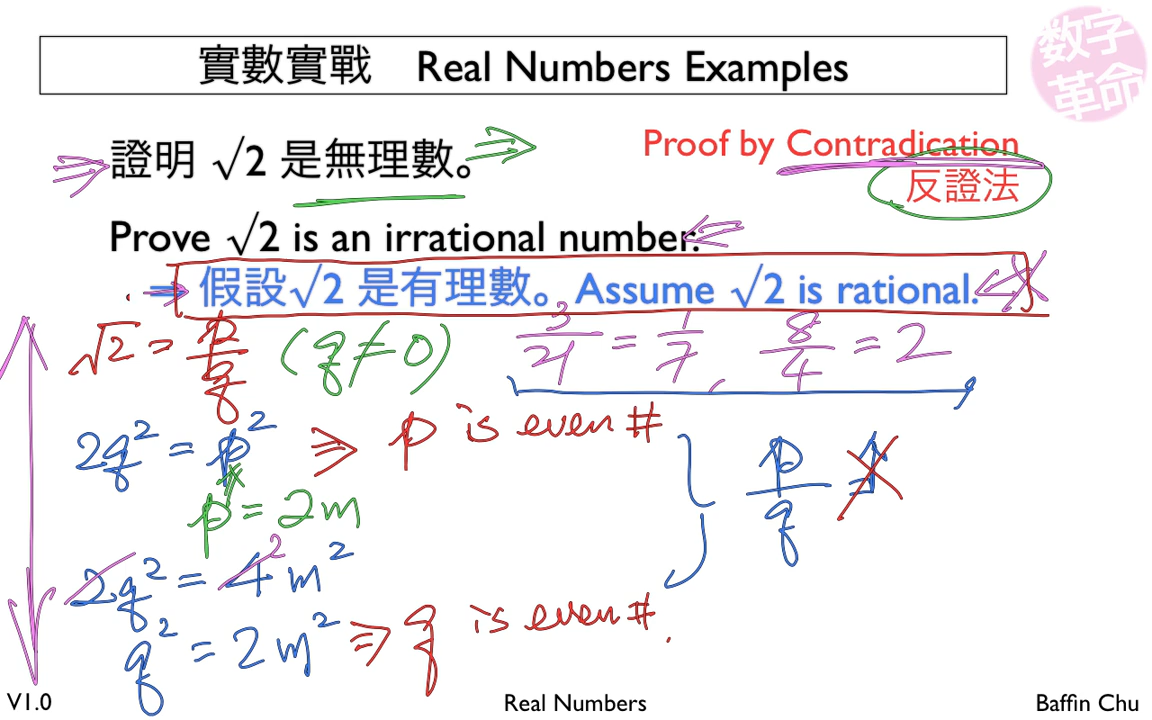 實數實戰 Real Numbers Examples
数字
革命
證明 √2 是無理數。
Proof by Contradication
反證法
Prove √2 is an irrational number.
⇒ 假設√2 是有理數。Assume √2 is rational.
√2 = p/q (q≠0)
3/21 = 1/7, 8/4 = 2
2q² = p² ⇒ p is even #
p = 2m
p/q
2q² = 4m²
2
q² = 2m² ⇒ q is even #.
V1.0
Real Numbers
Baffin Chu